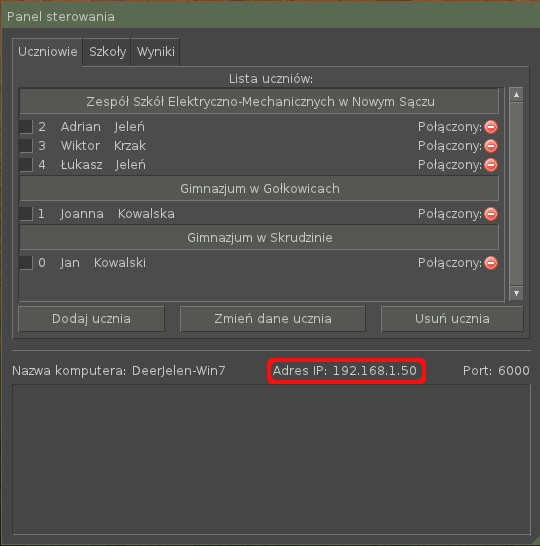 Panel sterowania
Uczniowie Szkoły Wyniki
Lista uczniów:
Zespół Szkół Elektryczno-Mechanicznych w Nowym Sączu
2 Adrian Jeleń Połączony:
3 Wiktor Krzak Połączony:
4 Łukasz Jeleń Połączony:
Gimnazjum w Gołkowicach
1 Joanna Kowalska Połączony:
Gimnazjum w Skrudzinie
0 Jan Kowalski Połączony:
Dodaj ucznia Zmień dane ucznia Usuń ucznia
Nazwa komputera: DeerJelen-Win7 Adres IP: 192.168.1.50 Port: 6000